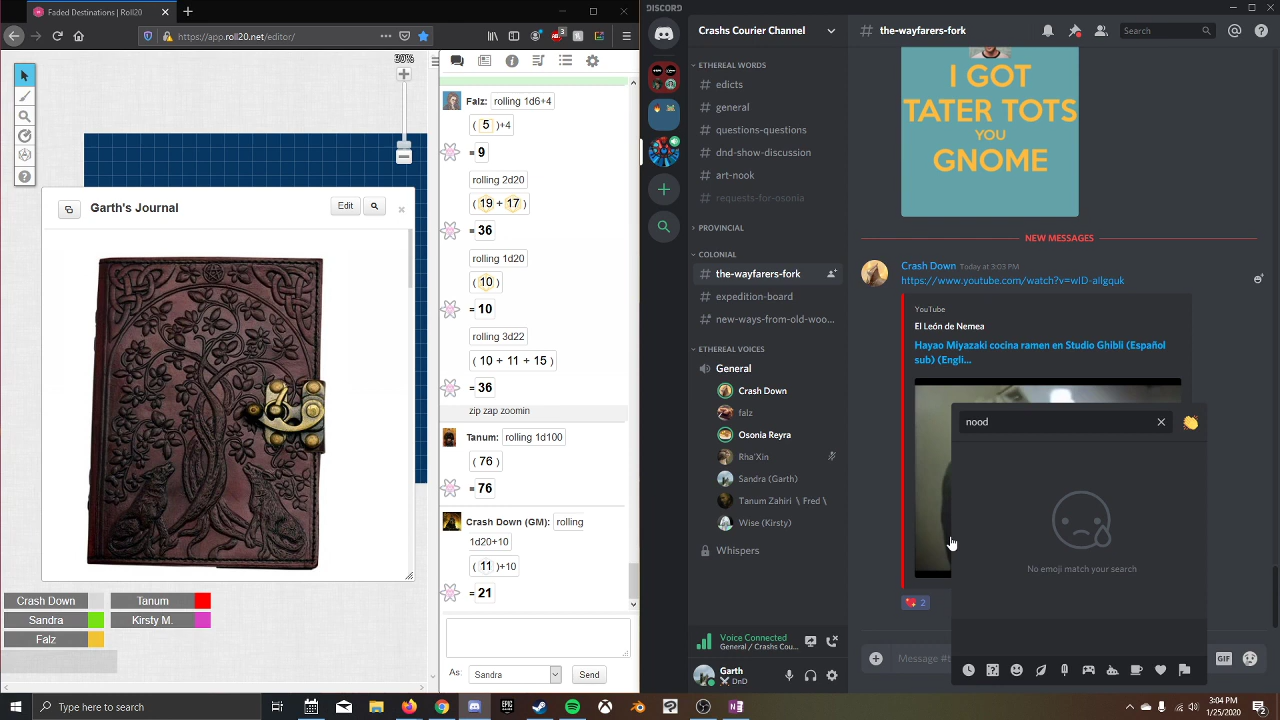 Faded Destinations | Roll20
https://app.roll20.net/editor/
30%
Garth's Journal
Edit
Crash Down
Tanum
Sandra
Kirsty M.
Falz
Falz: rolling 1d6+4
( 5 )+4
= 9
rolling 2d20
( 19 + 17 )
= 36
rolling 1d20
( 10 )
= 10
rolling 3d22
( 10 + 11 + 15 )
= 36
zip zap zoomin
Tanum: rolling 1d100
( 76 )
= 76
Crash Down (GM): rolling
1d20+10
( 11 )+10
= 21
As: Sandra
Send
DISCORD
Crashs Courier Channel
ETHEREAL WORDS
# edicts
# general
# questions-questions
# dnd-show-discussion
# art-nook
# requests-for-osonia
PROVINCIAL
COLONIAL
# the-wayfarers-fork
# expedition-board
# new-ways-from-old-woo...
ETHEREAL VOICES
General
Crash Down
falz
Osonia Reyra
Rha'Xin
Sandra (Garth)
Tanum Zahiri \ Fred \
Wise (Kirsty)
Whispers
Voice Connected
General / Crashs Cou...
Garth
DnD
# the-wayfarers-fork
Search
I GOT
TATER TOTS
YOU
GNOME
NEW MESSAGES
Crash Down Today at 3:03 PM
https://www.youtube.com/watch?v=wID-aiIgquk
YouTube
El León de Nemea
Hayao Miyazaki cocina ramen en Studio Ghibli (Español
sub) (Engli...
2
nood
No emoji match your search
Message #t
GIF
Type here to search
3:04 PM
1/25/2020